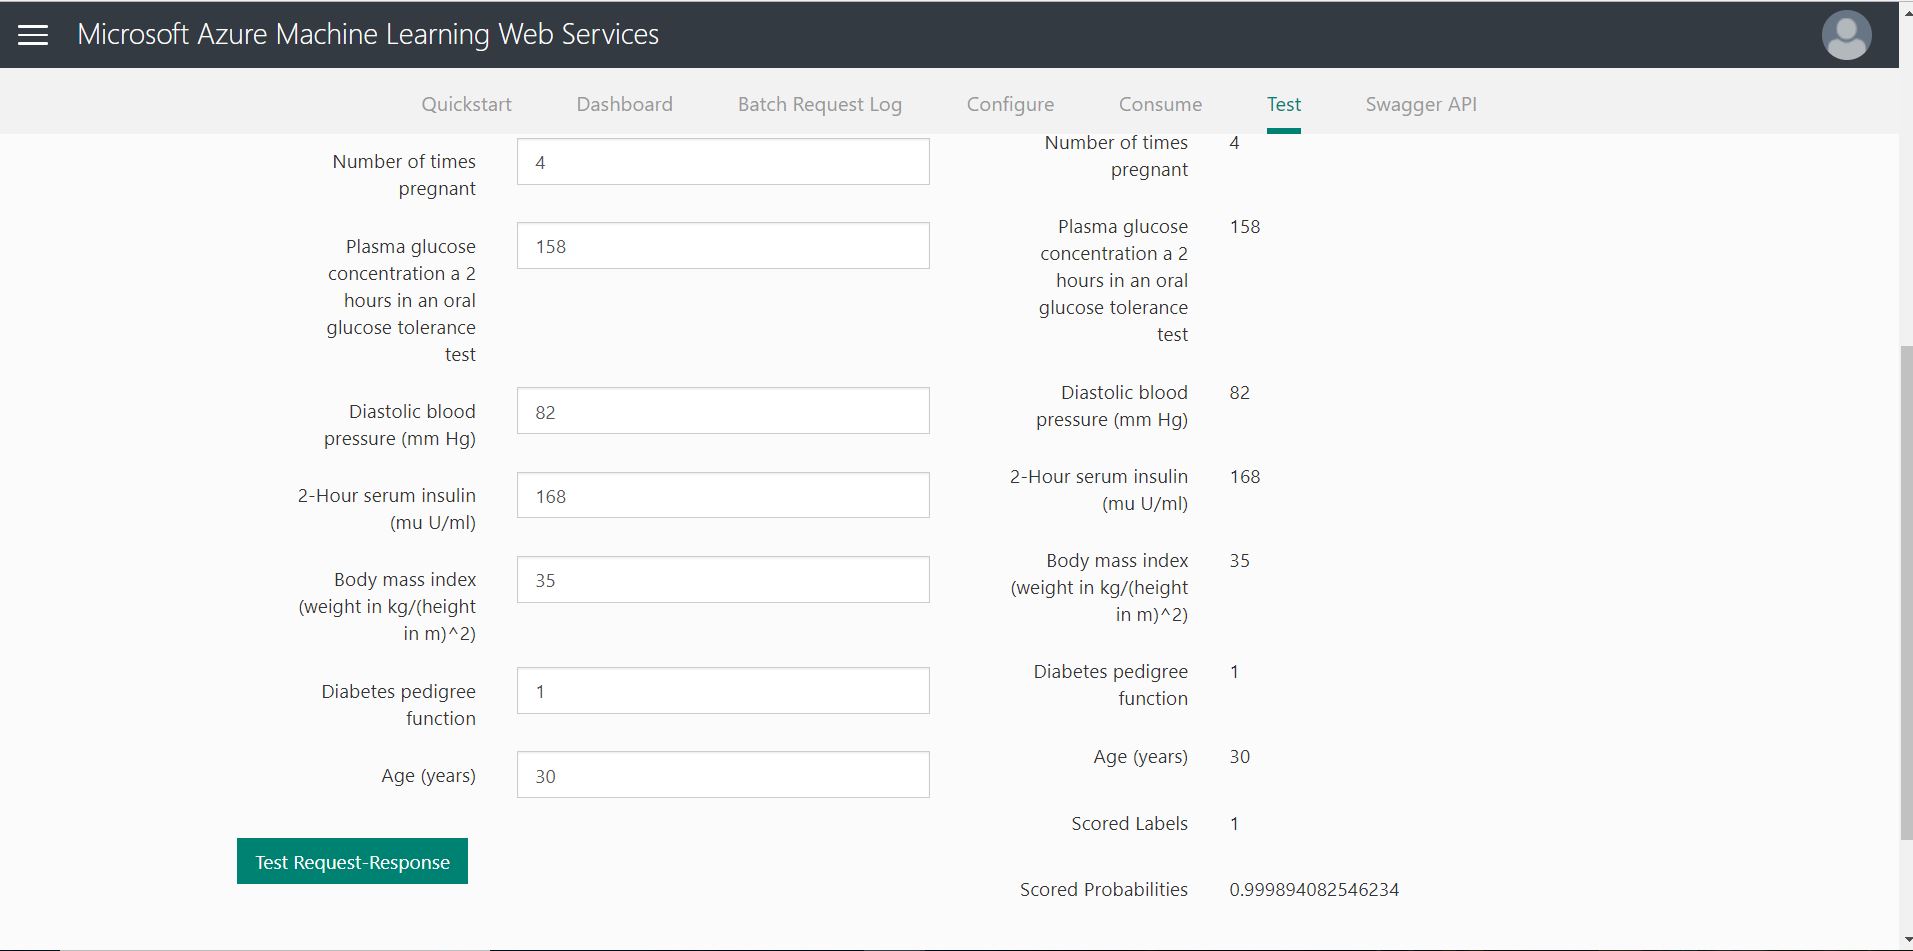 Microsoft Azure Machine Learning Web Services
Quickstart Dashboard Batch Request Log Configure Consume Test Swagger API
Number of times
pregnant
4
Plasma glucose
concentration a 2
hours in an oral
glucose tolerance
test
158
Diastolic blood
pressure (mm Hg)
82
2-Hour serum insulin
(mu U/ml)
168
Body mass index
(weight in kg/(height
in m)^2)
35
Diabetes pedigree
function
1
Age (years)
30
Test Request-Response
Number of times
pregnant
4
Plasma glucose
concentration a 2
hours in an oral
glucose tolerance
test
158
Diastolic blood
pressure (mm Hg)
82
2-Hour serum insulin
(mu U/ml)
168
Body mass index
(weight in kg/(height
in m)^2)
35
Diabetes pedigree
function
1
Age (years)
30
Scored Labels
1
Scored Probabilities
0.999894082546234